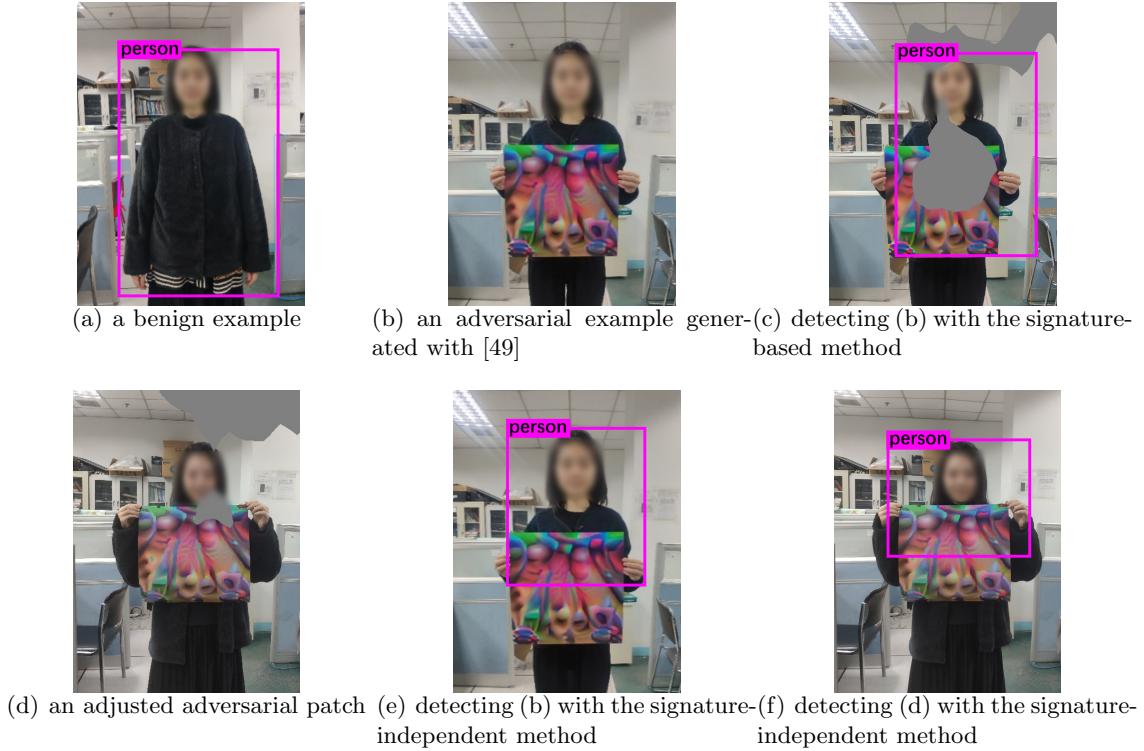 person
person
(a) a benign example
(b) an adversarial example gener-
ated with [49]
(c) detecting (b) with the signature-
based method
person
person
(d) an adjusted adversarial patch
(e) detecting (b) with the signature-
independent method
(f) detecting (d) with the signature-
independent method